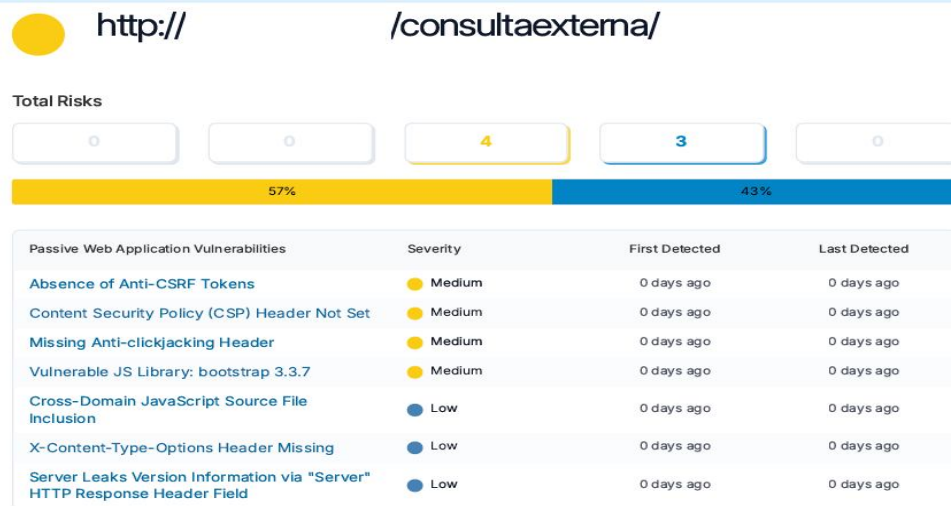 http:// /consultaexterna/
Total Risks
0 0 4 3 0
57% 43%
Passive Web Application Vulnerabilities Severity First Detected Last Detected
Absence of Anti-CSRF Tokens Medium 0 days ago 0 days ago
Content Security Policy (CSP) Header Not Set Medium 0 days ago 0 days ago
Missing Anti-clickjacking Header Medium 0 days ago 0 days ago
Vulnerable JS Library: bootstrap 3.3.7 Medium 0 days ago 0 days ago
Cross-Domain JavaScript Source File
Inclusion Low 0 days ago 0 days ago
X-Content-Type-Options Header Missing Low 0 days ago 0 days ago
Server Leaks Version Information via "Server"
HTTP Response Header Field Low 0 days ago 0 days ago